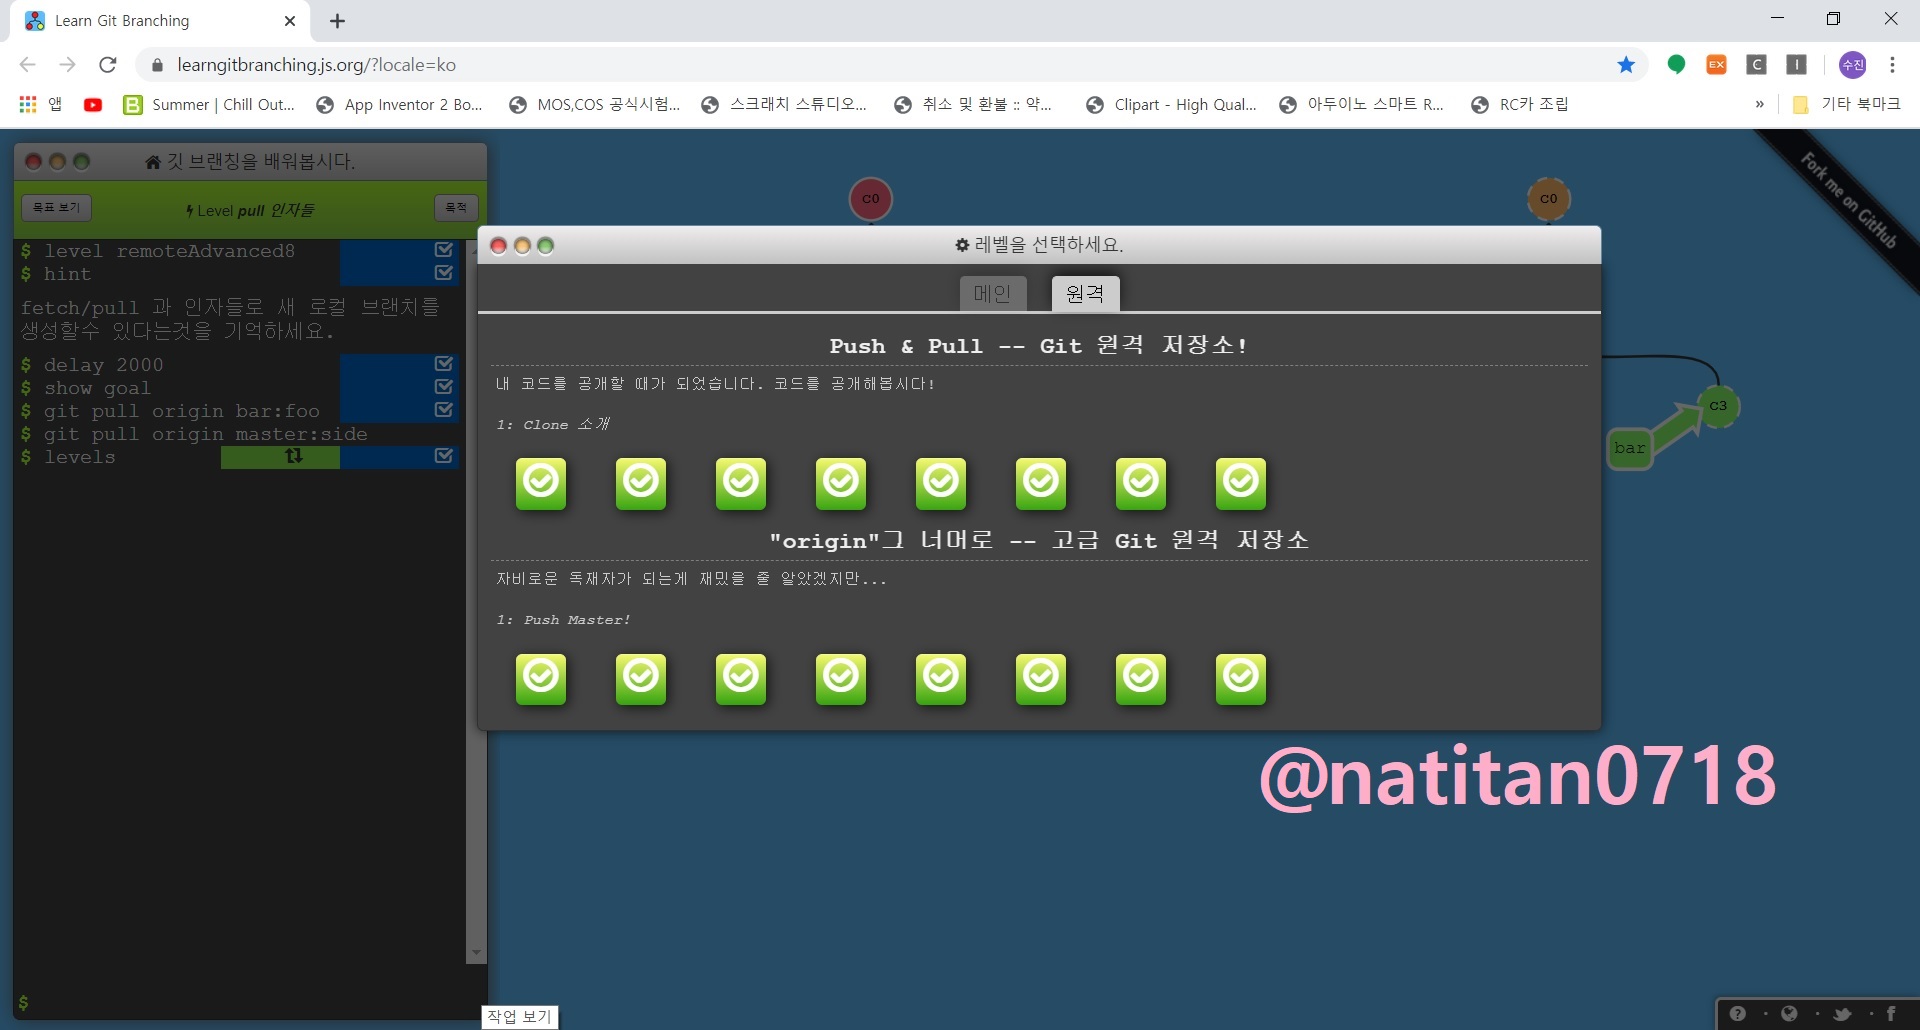 Learn Git Branching
learngitbranching.js.org/?locale=ko
EX
C
I
수진
앱
Summer | Chill Out...
App Inventor 2 Bo...
MOS,COS 공식시험...
스크래치 스튜디오...
취소 및 환불 :: 약...
Clipart - High Qual...
아두이노 스마트 R...
RC카 조립
»
기타 북마크
깃 브랜칭을 배워봅시다.
목표 보기
Level pull 인자들
목적
$ level remoteAdvanced8
$ hint
fetch/pull 과 인자들로 새 로컬 브랜치를
생성할수 있다는것을 기억하세요.
$ delay 2000
$ show goal
$ git pull origin bar:foo
$ git pull origin master:side
$ levels
$
작업 보기
C0
C0
Fork me on GitHub
레벨을 선택하세요.
메인
원격
Push & Pull -- Git 원격 저장소!
내 코드를 공개할 때가 되었습니다. 코드를 공개해봅시다!
1: Clone 소개
"origin"그 너머로 -- 고급 Git 원격 저장소
자비로운 독재자가 되는게 재밌을 줄 알았겠지만...
1: Push Master!
C3
bar
@natitan0718